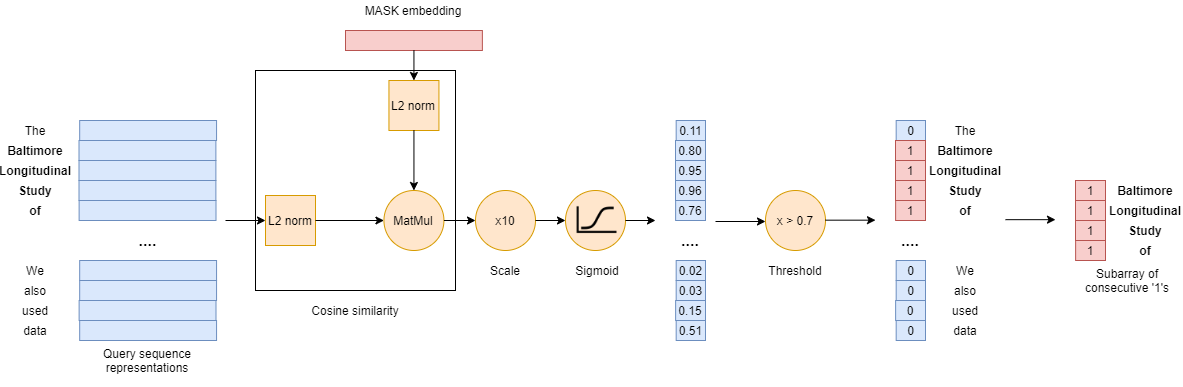 MASK embedding
L2 norm
The
Baltimore
Longitudinal
Study
of
....
We
also
used
data
Query sequence
representations
L2 norm
MatMul
Cosine similarity
x10
Scale
Sigmoid
0.11
0.80
0.95
0.96
0.76
....
0.02
0.03
0.15
0.51
x > 0.7
Threshold
0 The
1 Baltimore
1 Longitudinal
1 Study
1 of
....
0 We
0 also
0 used
0 data
1 Baltimore
1 Longitudinal
1 Study
1 of
Subarray of
consecutive '1's